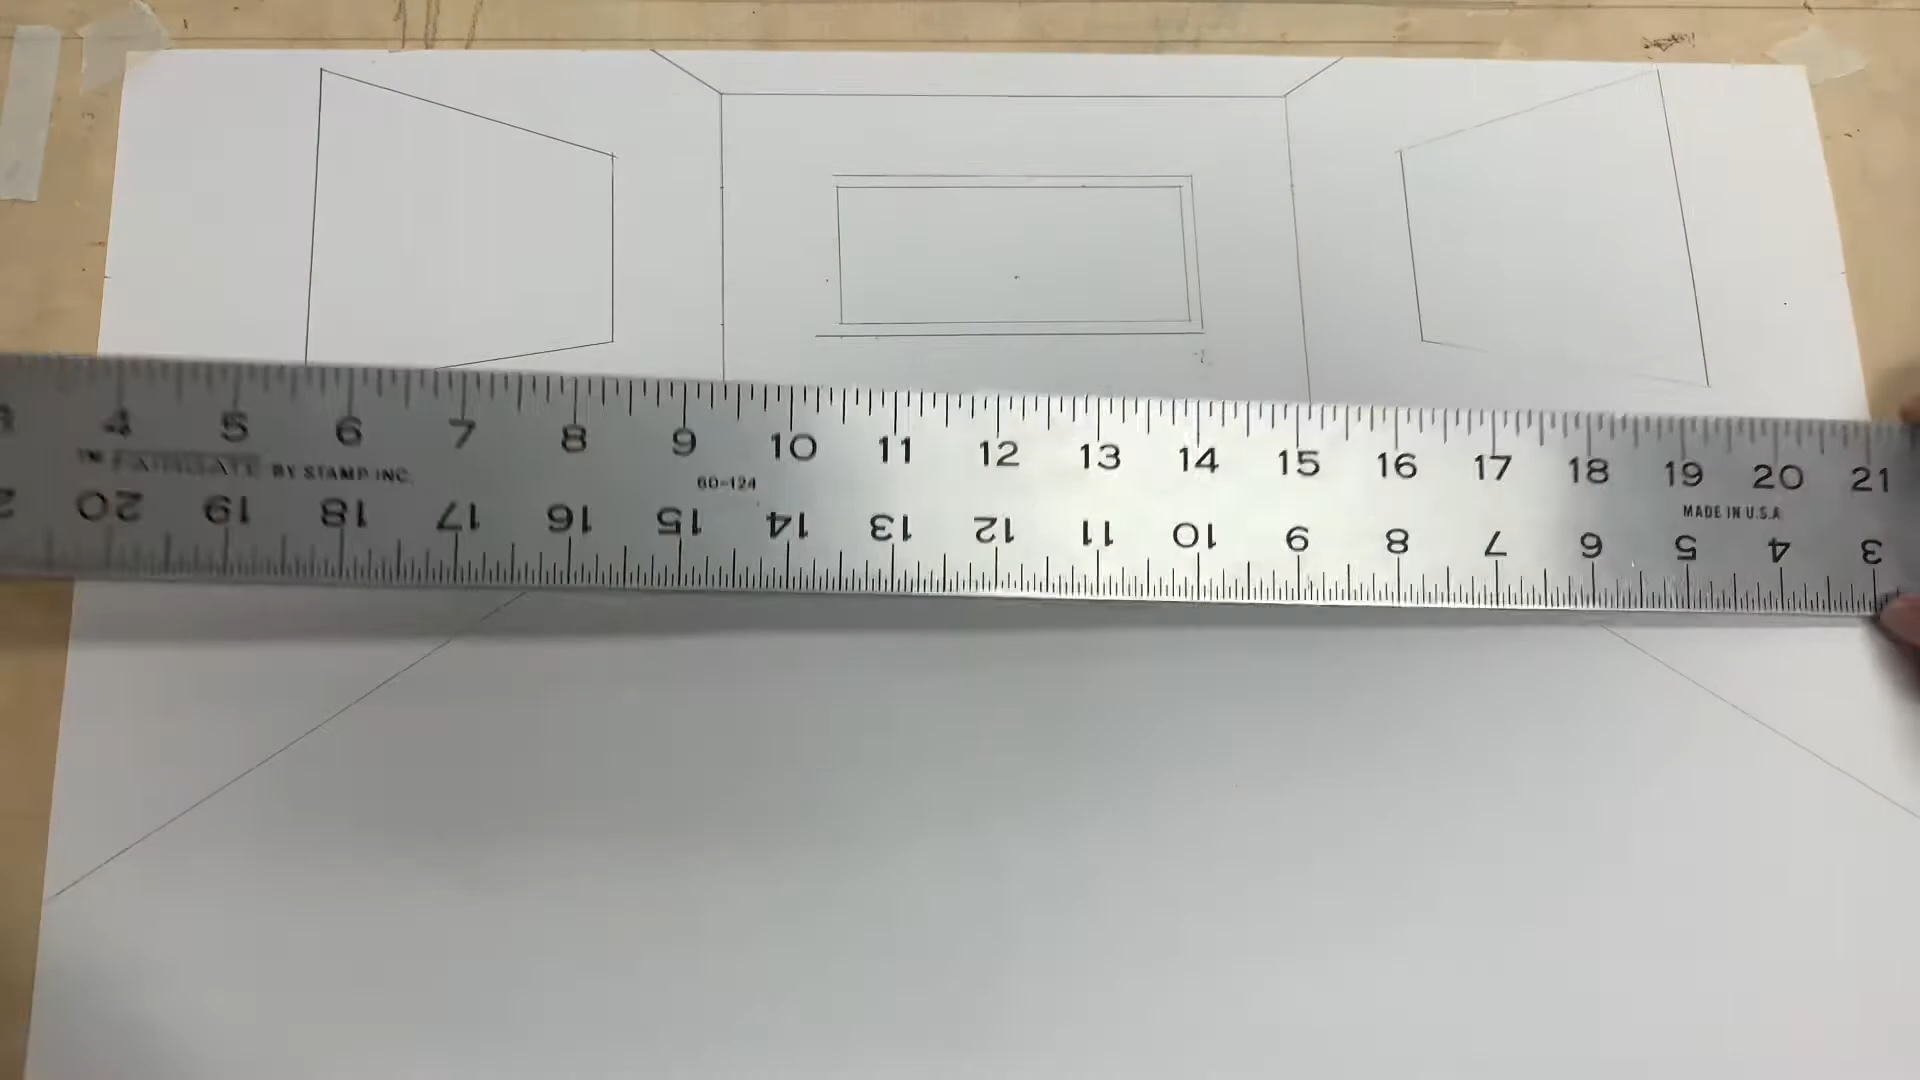 3 4 5 6 7 8 9 10 11 12 13 14 15 16 17 18 19 20 21
BY STAMP INC.
60-124
MADE IN U.S.A
20 19 18 17 16 15 14 13 12 11 10 9 8 7 6 5 4 3